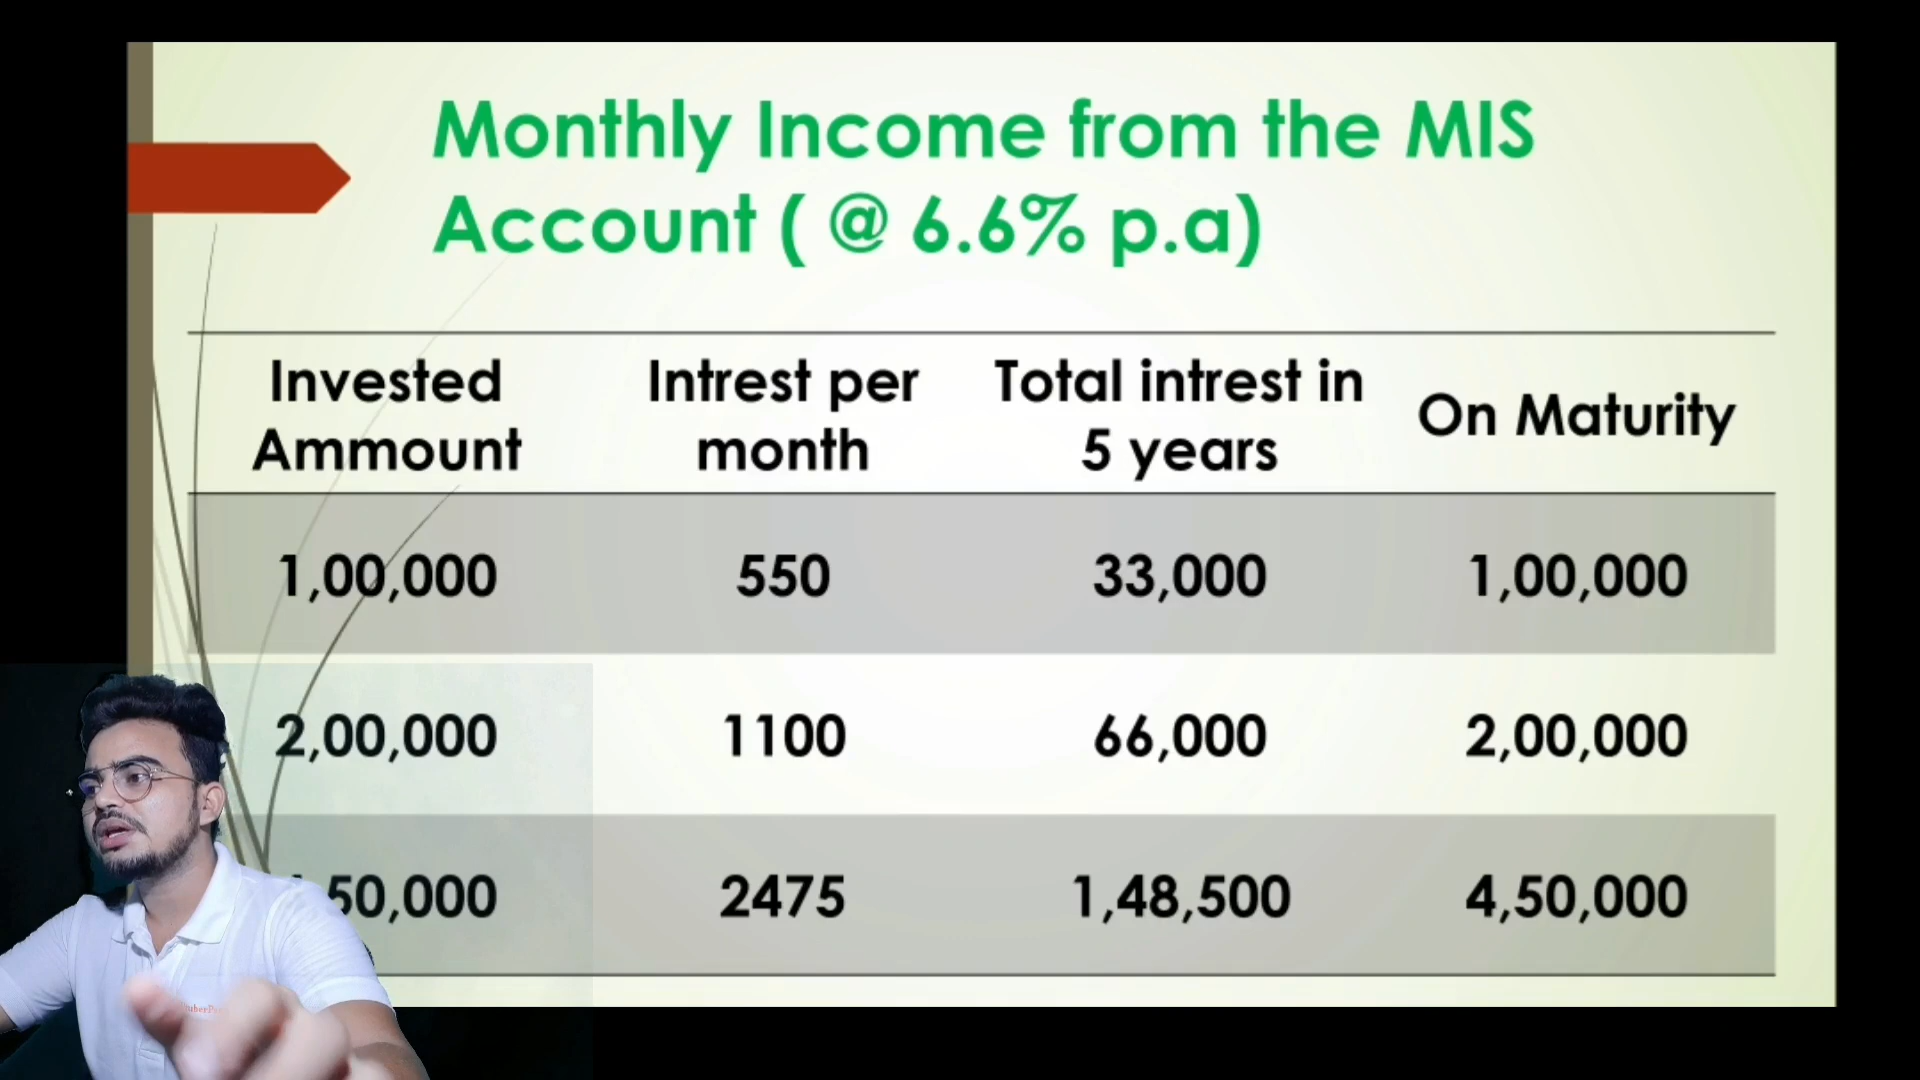 Monthly Income from the MIS
Account ( @ 6.6% p.a)
Invested Ammount
Intrest per month
Total intrest in 5 years
On Maturity
1,00,000 550 33,000 1,00,000
2,00,000 1100 66,000 2,00,000
50,000 2475 1,48,500 4,50,000